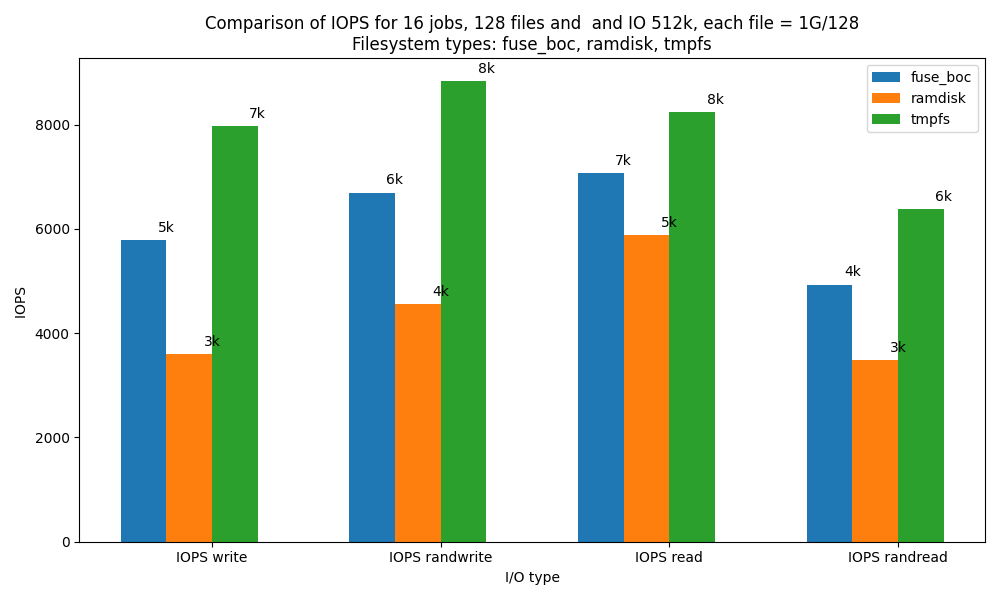 Comparison of IOPS for 16 jobs, 128 files and  and IO 512k, each file = 1G/128
Filesystem types: fuse_boc, ramdisk, tmpfs
fuse_boc
ramdisk
tmpfs
IOPS
8000
6000
4000
2000
0
5k
3k
7k
6k
4k
8k
7k
5k
8k
4k
3k
6k
IOPS write
IOPS randwrite
IOPS read
IOPS randread
I/O type